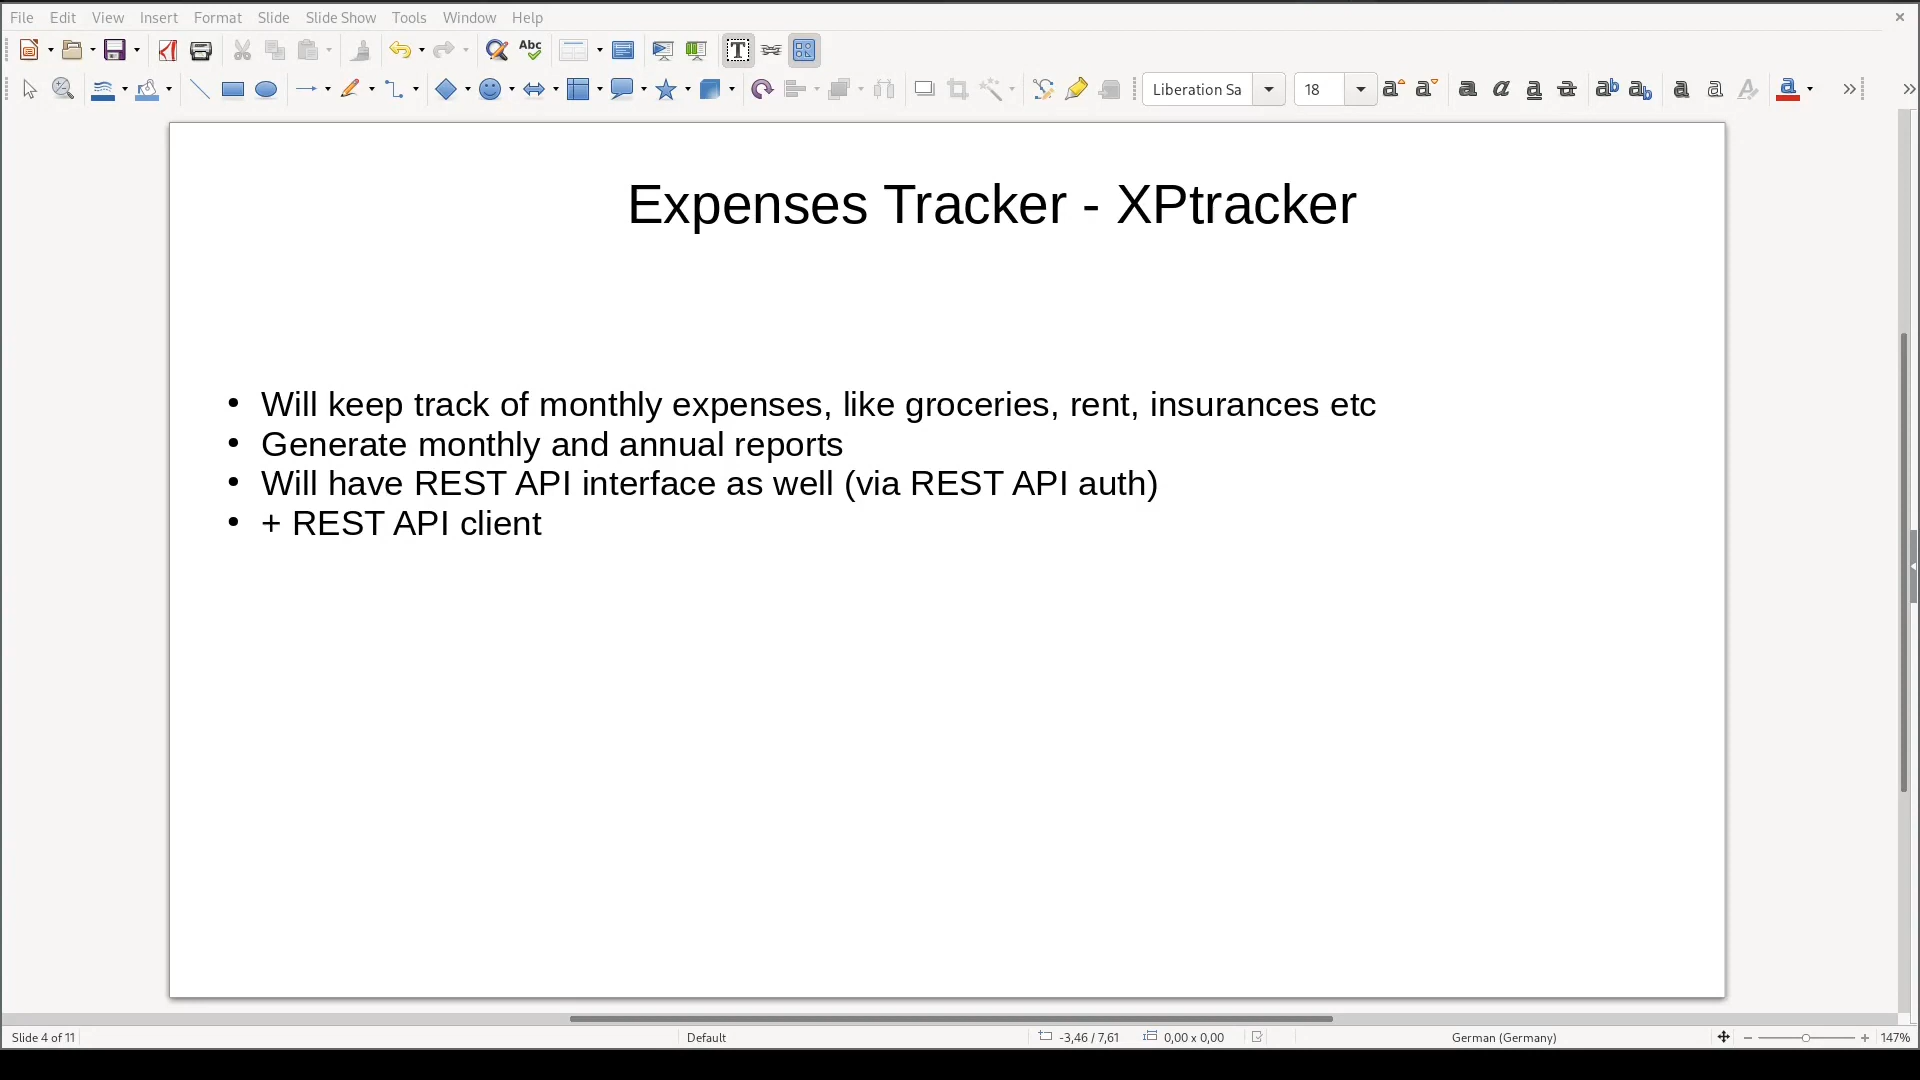 File Edit View Insert Format Slide Slide Show Tools Window Help
Abc
Liberation Sa 18
Expenses Tracker - XPtracker
• Will keep track of monthly expenses, like groceries, rent, insurances etc
• Generate monthly and annual reports
• Will have REST API interface as well (via REST API auth)
• + REST API client
Slide 4 of 11 Default -3,46 / 7,61 0,00 x 0,00 German (Germany) 147%